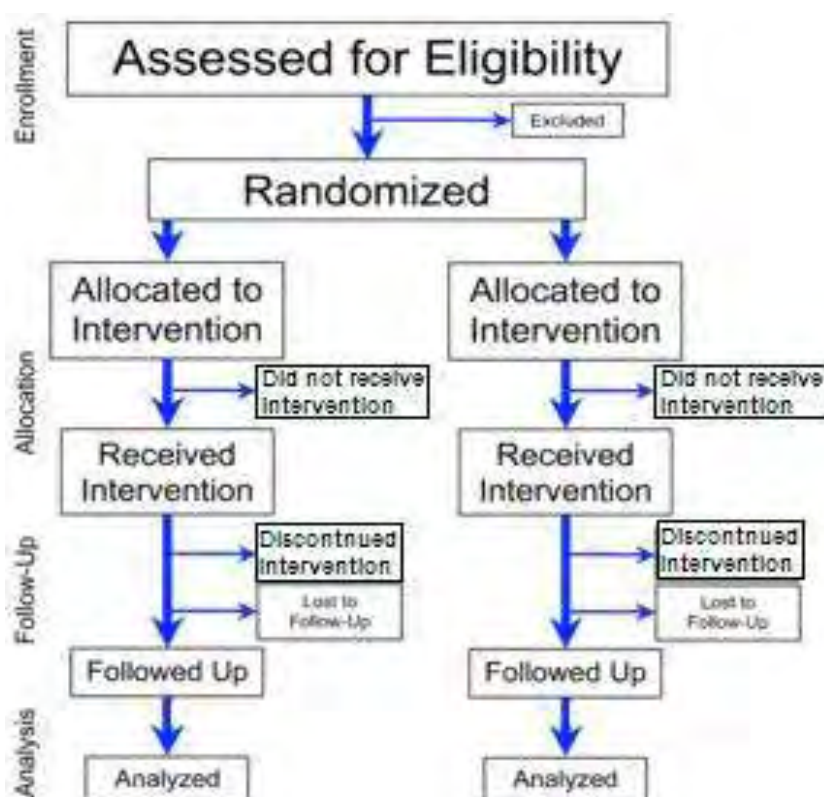 Enrollment
Assessed for Eligibility
Excluded
Randomized
Allocation
Allocated to
Intervention
Did not receive
Intervention
Received
Intervention
Allocated to
Intervention
Did not receive
Intervention
Received
Intervention
Follow-Up
Discontnued
Intervention
Lost to
Follow-Up
Followed Up
Discontnued
Intervention
Lost to
Follow-Up
Followed Up
Analysis
Analyzed
Analyzed